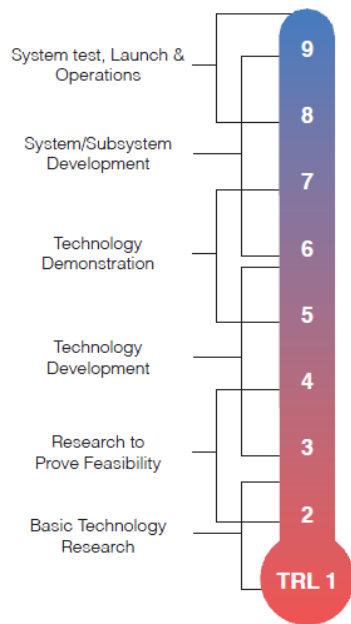 System test, Launch &
Operations
9
8
System/Subsystem
Development
7
Technology
Demonstration
6
5
Technology
Development
4
Research to
Prove Feasibility
3
2
Basic Technology
Research
TRL 1